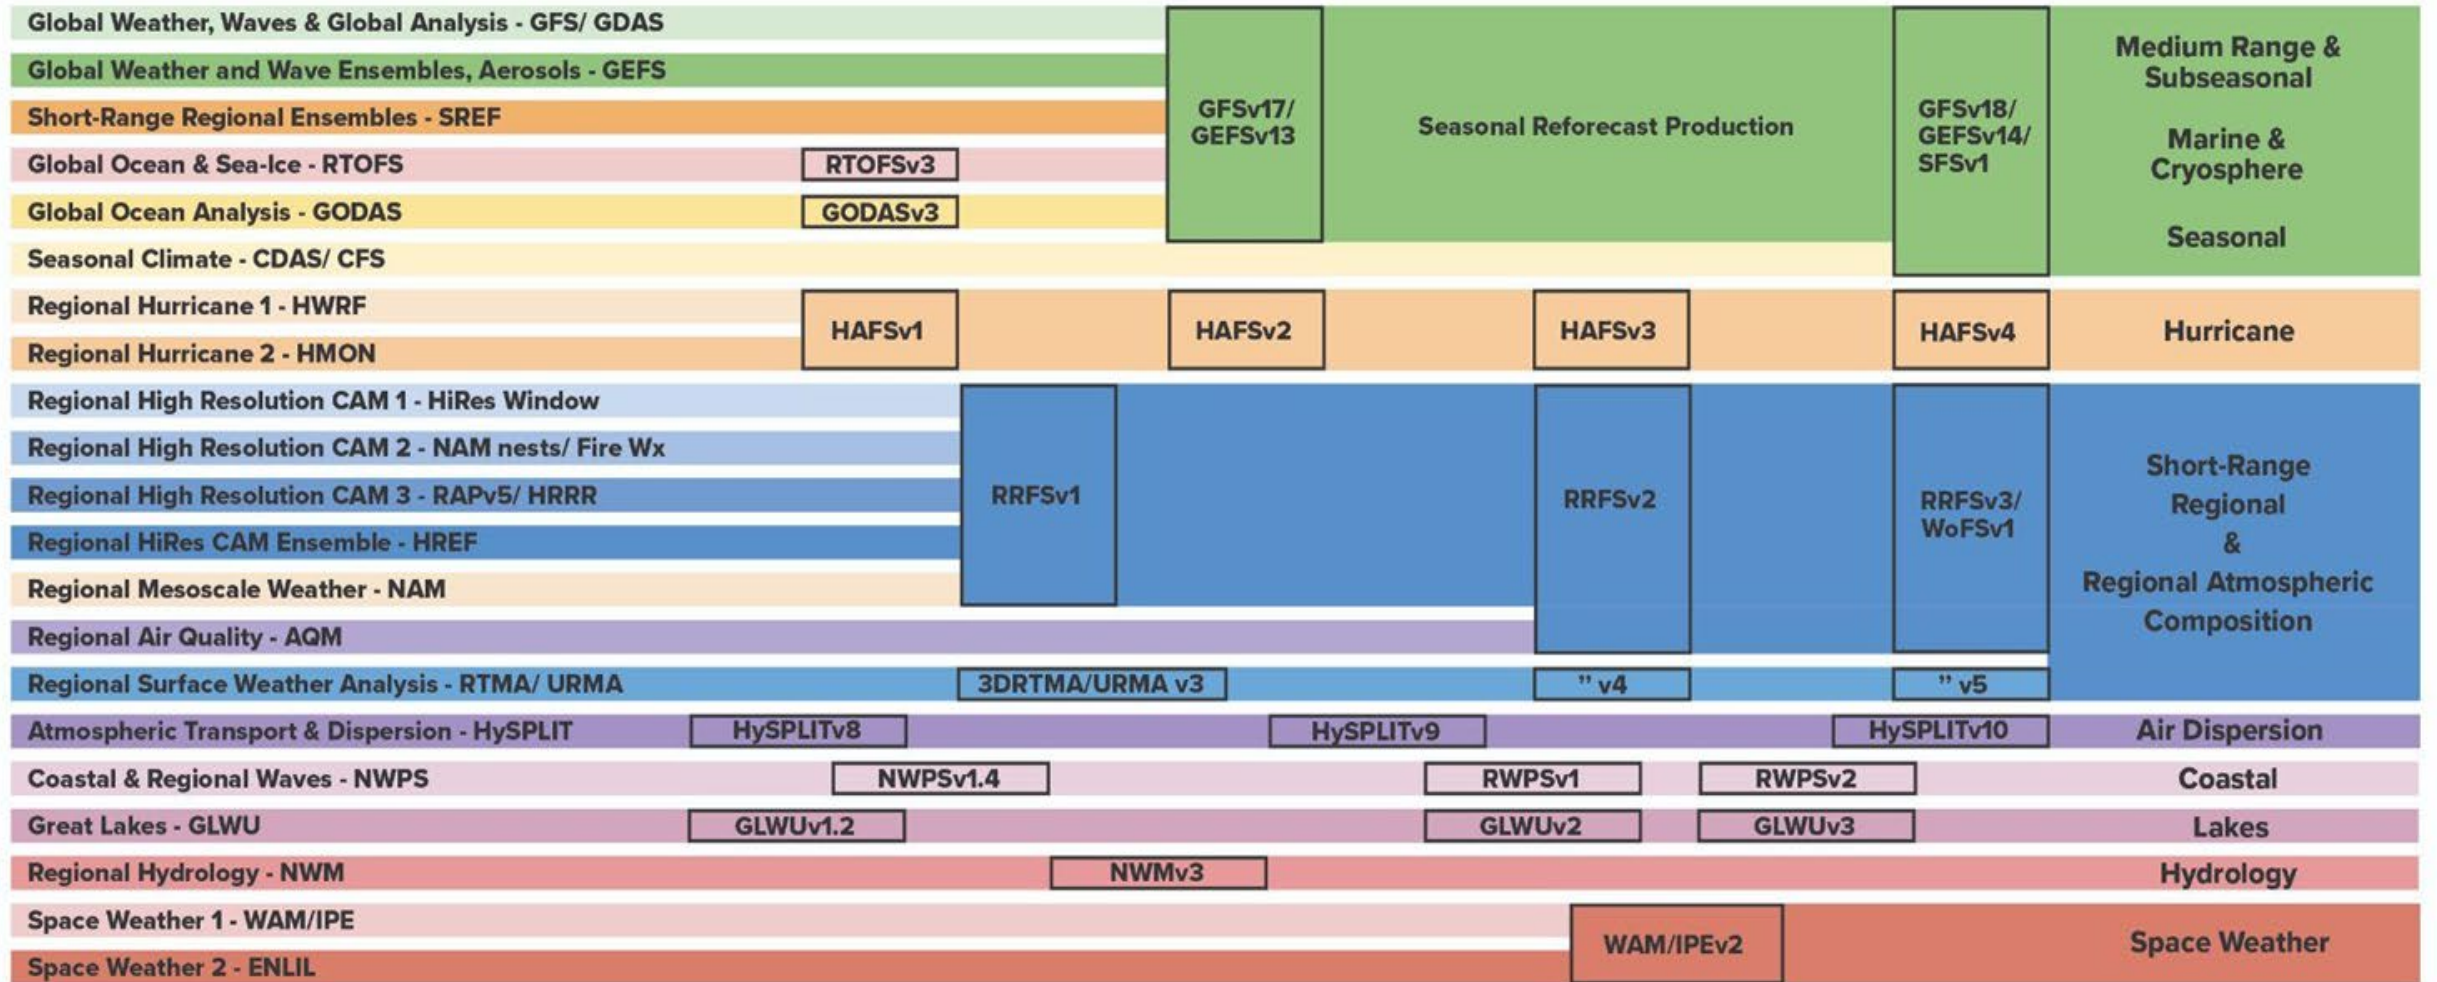 Global Weather, Waves & Global Analysis - GFS/ GDAS
Global Weather and Wave Ensembles, Aerosols - GEFS
Short-Range Regional Ensembles - SREF
Global Ocean & Sea-Ice - RTOFS
RTOFSv3
Global Ocean Analysis - GODAS
GODASv3
Seasonal Climate - CDAS/ CFS
GFSv17/
GEFSv13
Seasonal Reforecast Production
GFSv18/
GEFSv14/
SFSv1
Medium Range &
Subseasonal
Marine &
Cryosphere
Seasonal
Regional Hurricane 1 - HWRF
Regional Hurricane 2 - HMON
HAFSv1
HAFSv2
HAFSv3
HAFSv4
Hurricane
Regional High Resolution CAM 1 - HiRes Window
Regional High Resolution CAM 2 - NAM nests/ Fire Wx
Regional High Resolution CAM 3 - RAPv5/ HRRR
Regional HiRes CAM Ensemble - HREF
Regional Mesoscale Weather - NAM
Regional Air Quality - AQM
RRFSv1
RRFSv2
RRFSv3/
WoFSv1
Short-Range
Regional
&
Regional Atmospheric
Composition
Regional Surface Weather Analysis - RTMA/ URMA
3DRTMA/URMA v3
” v4
” v5
Atmospheric Transport & Dispersion - HySPLIT
HySPLITv8
HySPLITv9
HySPLITv10
Air Dispersion
Coastal & Regional Waves - NWPS
NWPSv1.4
RWPSv1
RWPSv2
Coastal
Great Lakes - GLWU
GLWUv1.2
GLWUv2
GLWUv3
Lakes
Regional Hydrology - NWM
NWMv3
Hydrology
Space Weather 1 - WAM/IPE
Space Weather 2 - ENLIL
WAM/IPEv2
Space Weather